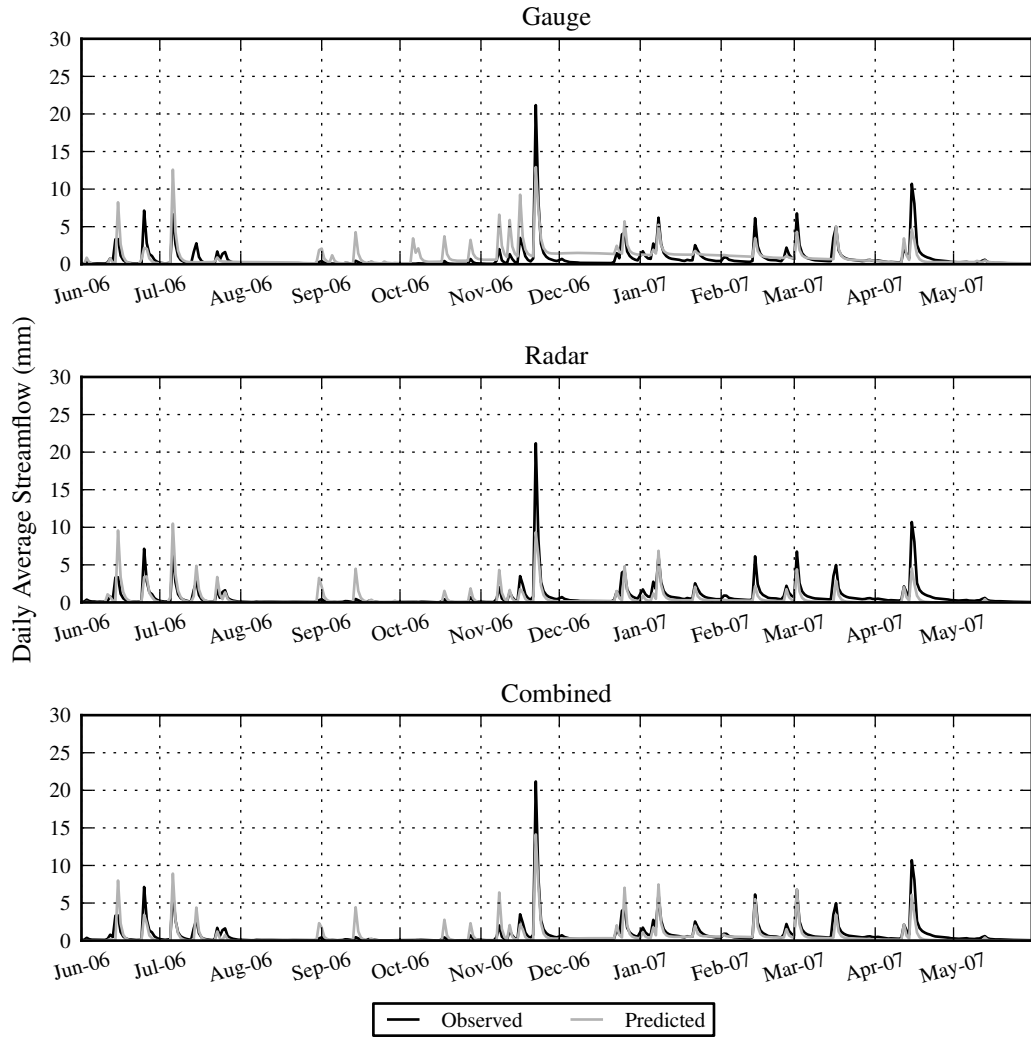 Gauge
30
25
20
15
10
5
0
Jun-06 Jul-06 Aug-06 Sep-06 Oct-06 Nov-06 Dec-06 Jan-07 Feb-07 Mar-07 Apr-07 May-07
Daily Average Streamflow (mm)
Radar
30
25
20
15
10
5
0
Jun-06 Jul-06 Aug-06 Sep-06 Oct-06 Nov-06 Dec-06 Jan-07 Feb-07 Mar-07 Apr-07 May-07
Combined
30
25
20
15
10
5
0
Jun-06 Jul-06 Aug-06 Sep-06 Oct-06 Nov-06 Dec-06 Jan-07 Feb-07 Mar-07 Apr-07 May-07
Observed Predicted